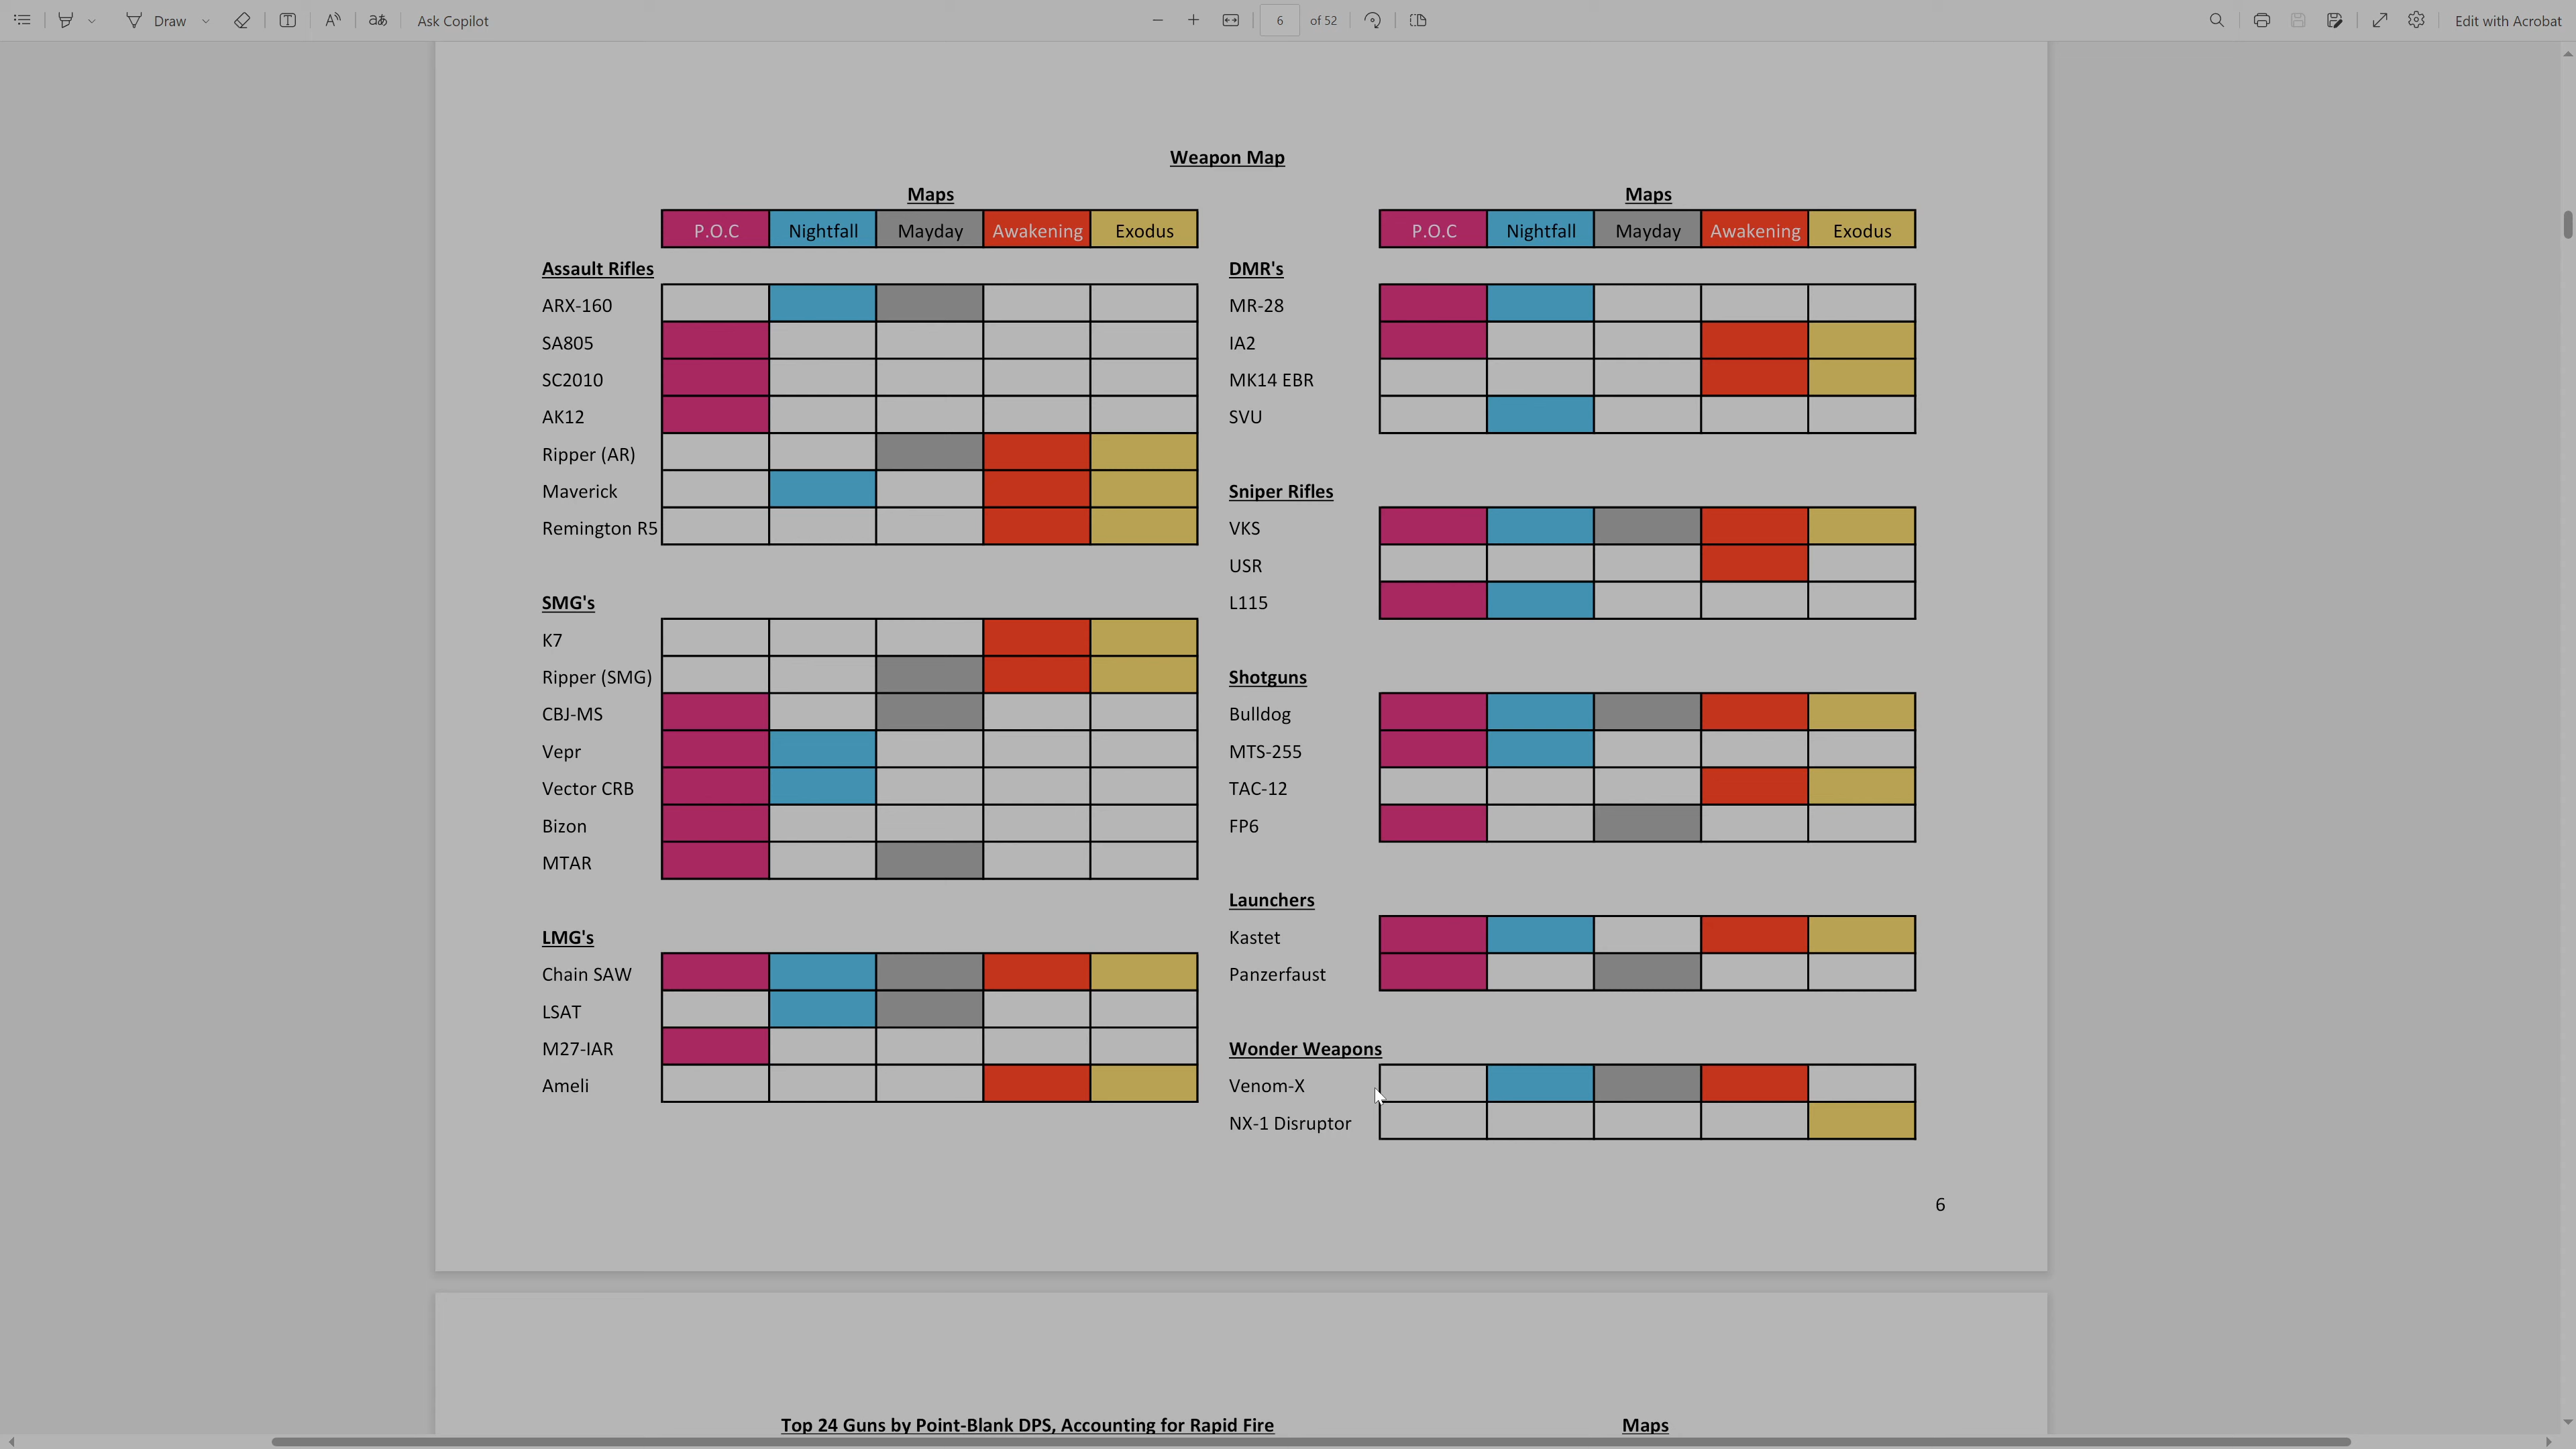 Draw
Ask Copilot
6 of 52
Edit with Acrobat
Weapon Map
Maps
P.O.C Nightfall Mayday Awakening Exodus
Assault Rifles
ARX-160
SA805
SC2010
AK12
Ripper (AR)
Maverick
Remington R5
SMG's
K7
Ripper (SMG)
CBJ-MS
Vepr
Vector CRB
Bizon
MTAR
LMG's
Chain SAW
LSAT
M27-IAR
Ameli
Maps
P.O.C Nightfall Mayday Awakening Exodus
DMR's
MR-28
IA2
MK14 EBR
SVU
Sniper Rifles
VKS
USR
L115
Shotguns
Bulldog
MTS-255
TAC-12
FP6
Launchers
Kastet
Panzerfaust
Wonder Weapons
Venom-X
NX-1 Disruptor
6
Top 24 Guns by Point-Blank DPS, Accounting for Rapid Fire
Maps